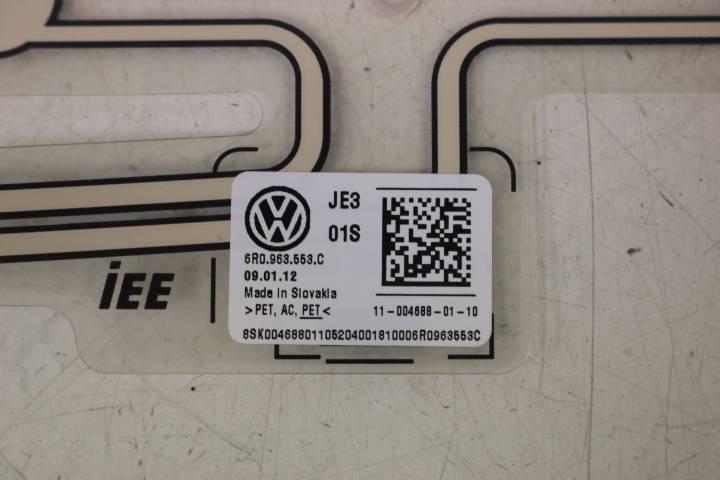 JE3
01S
6R0.963.553.C
09.01.12
Made in Slovakia
>PET, AC, PET<
11-004688-01-10
8SK00468801105204001810006R0963553C
iEE